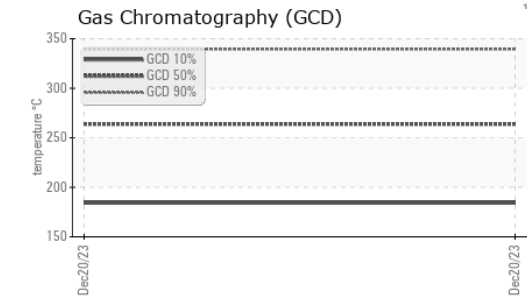 Gas Chromatography (GCD)
350
300
250
200
150
temperature °C
GCD 10%
GCD 50%
GCD 90%
Dec20/23
Dec20/23